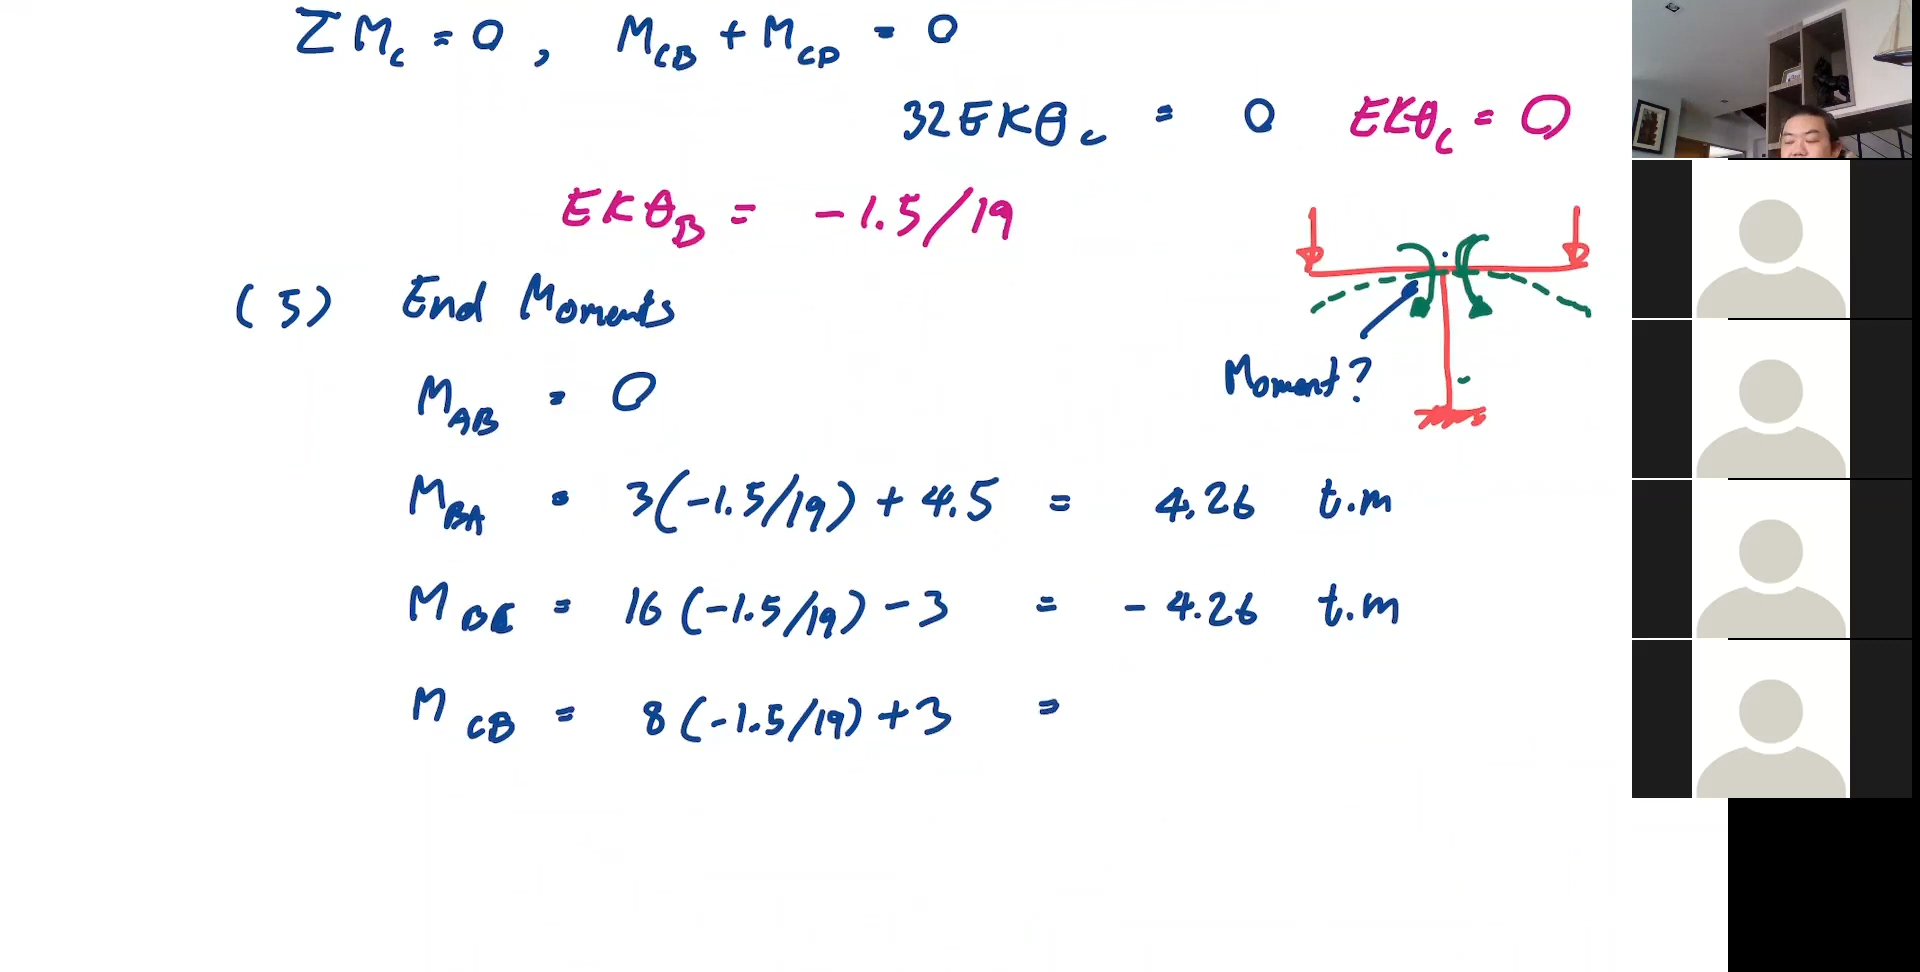 ΣM_C = 0 , M_CB + M_CD = 0
32EKθ_C = 0 EKθ_C = 0
EKθ_B = -1.5/19
(5) End Moments
M_AB = 0
Moment?
M_BA = 3(-1.5/19) + 4.5 = 4.26 t.m
M_BC = 16(-1.5/19) - 3 = - 4.26 t.m
M_CB = 8(-1.5/19) + 3 =